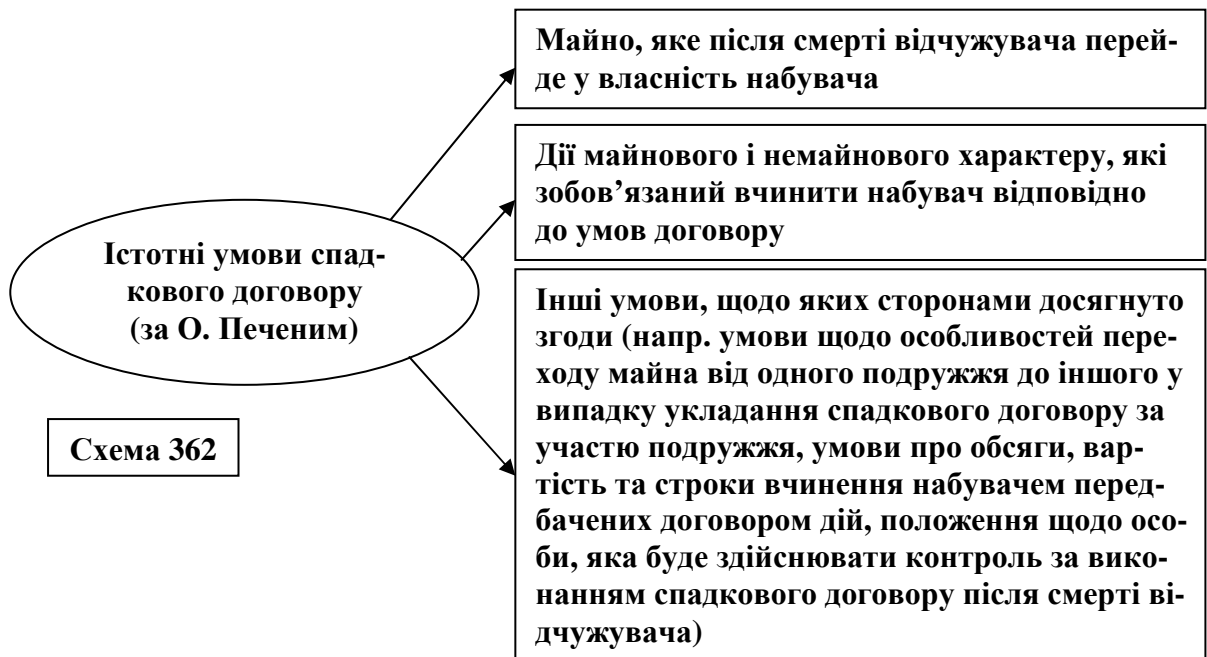 Майно, яке після смерті відчужувача перей-
де у власність набувача
Дії майнового і немайнового характеру, які
зобов’язаний вчинити набувач відповідно
до умов договору
Істотні умови спад-
кового договору
(за О. Печеним)
Інші умови, щодо яких сторонами досягнуто
згоди (напр. умови щодо особливостей пере-
ходу майна від одного подружжя до іншого у
випадку укладання спадкового договору за
участю подружжя, умови про обсяги, вар-
тість та строки вчинення набувачем перед-
бачених договором дій, положення щодо осо-
би, яка буде здійснювати контроль за вико-
нанням спадкового договору після смерті ві-
дчужувача)
Схема 362